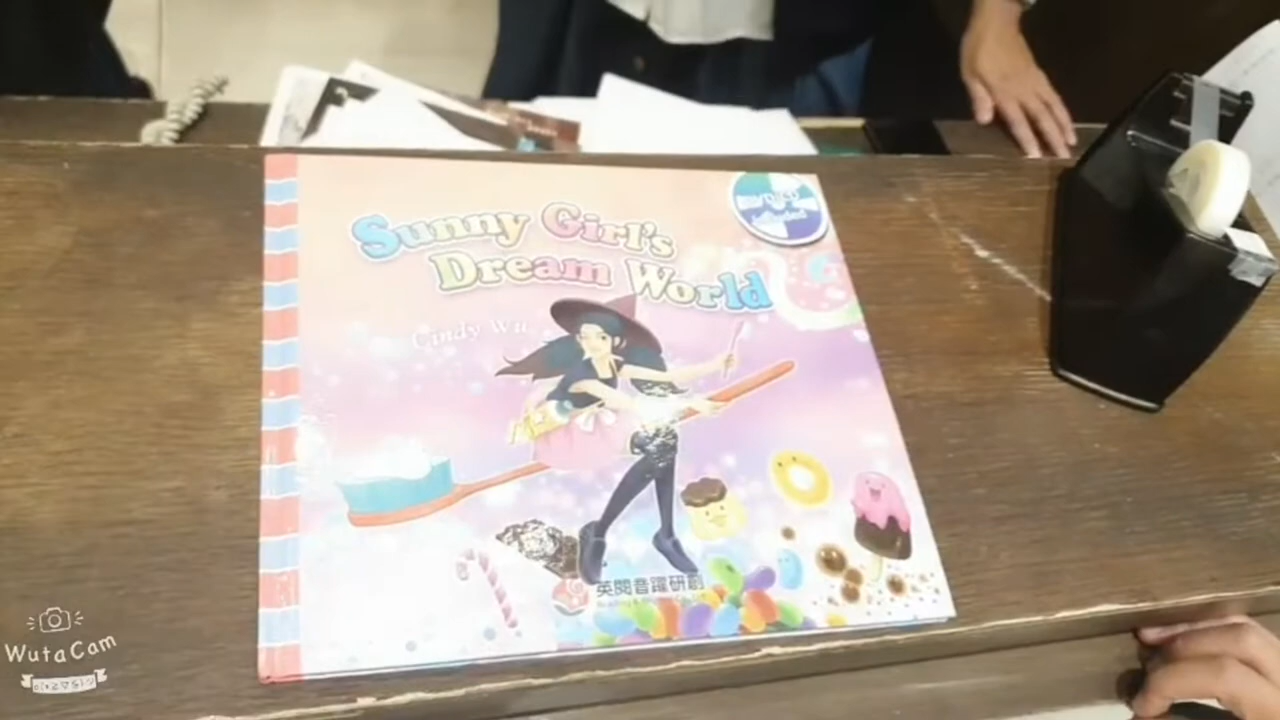 Sunny Girl's
Dream World
Cindy Wu
英閱音躍研創
WutaCam